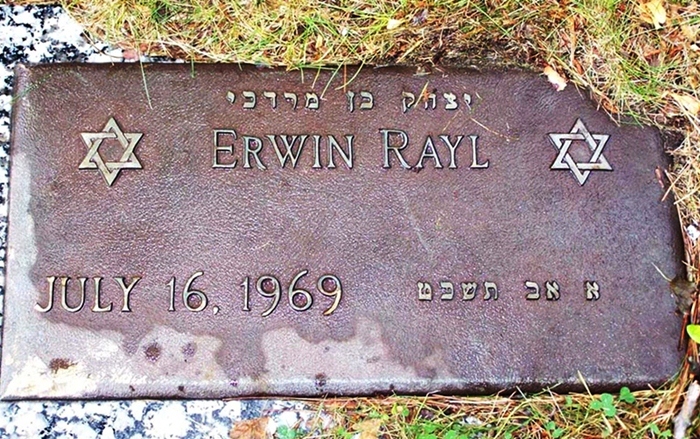 יצחק בן מרדכי
ERWIN RAYL
JULY 16, 1969
א אב תשכט